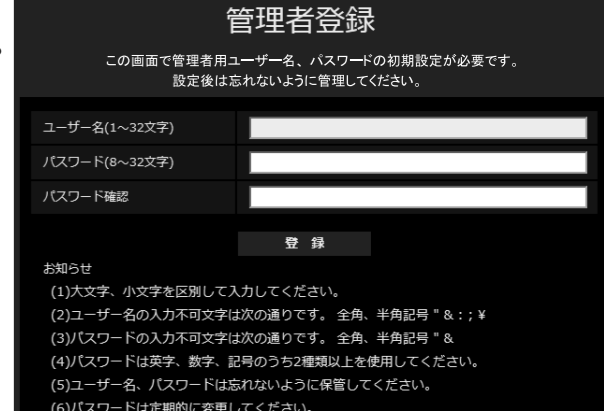 管理者登録
この画面で管理者用ユーザー名、パスワードの初期設定が必要です。
設定後は忘れないように管理してください。
ユーザー名(1～32文字)
パスワード(8～32文字)
パスワード確認
登 録
お知らせ
(1)大文字、小文字を区別して入力してください。
(2)ユーザー名の入力不可文字は次の通りです。 全角、半角記号 " & : ; ¥
(3)パスワードの入力不可文字は次の通りです。 全角、半角記号 " &
(4)パスワードは英字、数字、記号のうち2種類以上を使用してください。
(5)ユーザー名、パスワードは忘れないように保管してください。
(6)パスワードは定期的に変更してください。